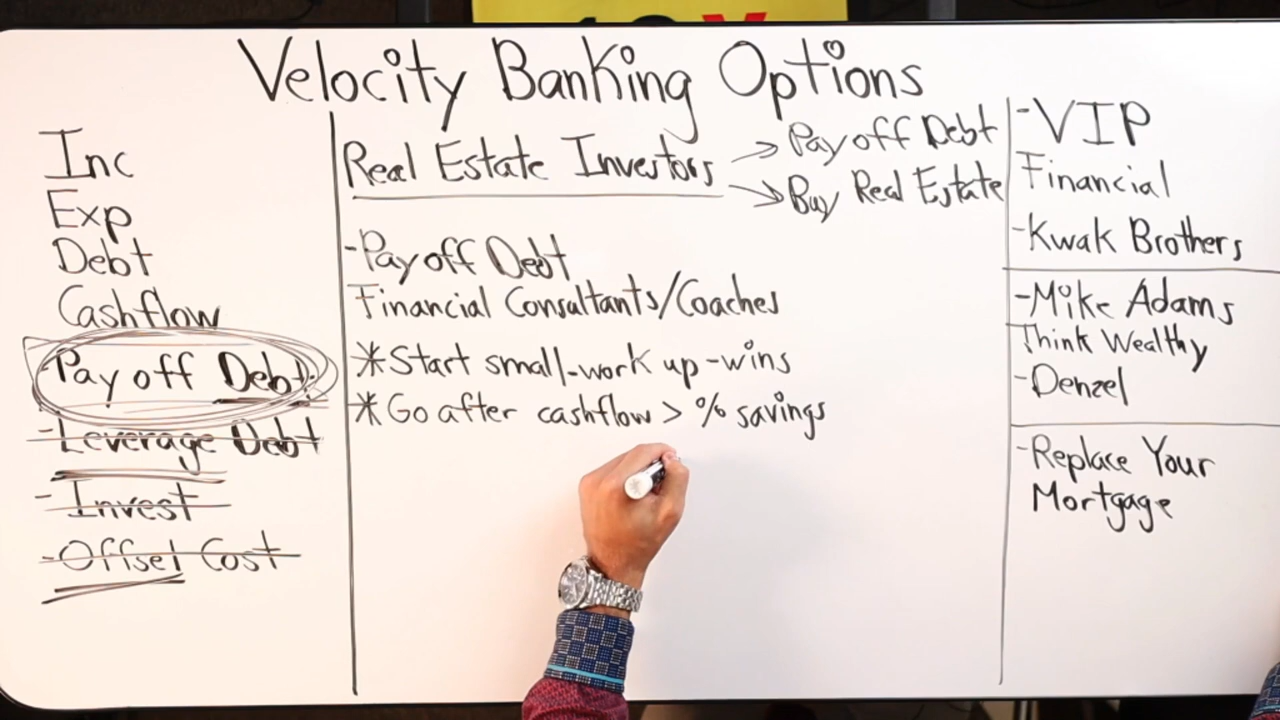 Velocity Banking Options
Inc
Exp
Debt
Cashflow
Pay off Debt
- Leverage Debt
- Invest
- Offset Cost
Real Estate Investors → Pay off Debt
→ Buy Real Estate
- Pay off Debt
Financial Consultants/Coaches
* Start small-work up-wins
* Go after cashflow > % savings
- VIP
Financial
- Kwak Brothers
- Mike Adams
Think Wealthy
- Denzel
- Replace Your
Mortgage